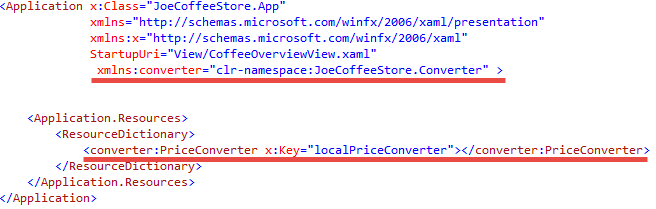 <Application x:Class="JoeCoffeeStore.App"
xmlns="http://schemas.microsoft.com/winfx/2006/xaml/presentation"
xmlns:x="http://schemas.microsoft.com/winfx/2006/xaml"
StartupUri="View/CoffeeOverviewView.xaml"
xmlns:converter="clr-namespace:JoeCoffeeStore.Converter" >
<Application.Resources>
<ResourceDictionary>
<converter:PriceConverter x:Key="localPriceConverter"></converter:PriceConverter>
</ResourceDictionary>
</Application.Resources>
</Application>